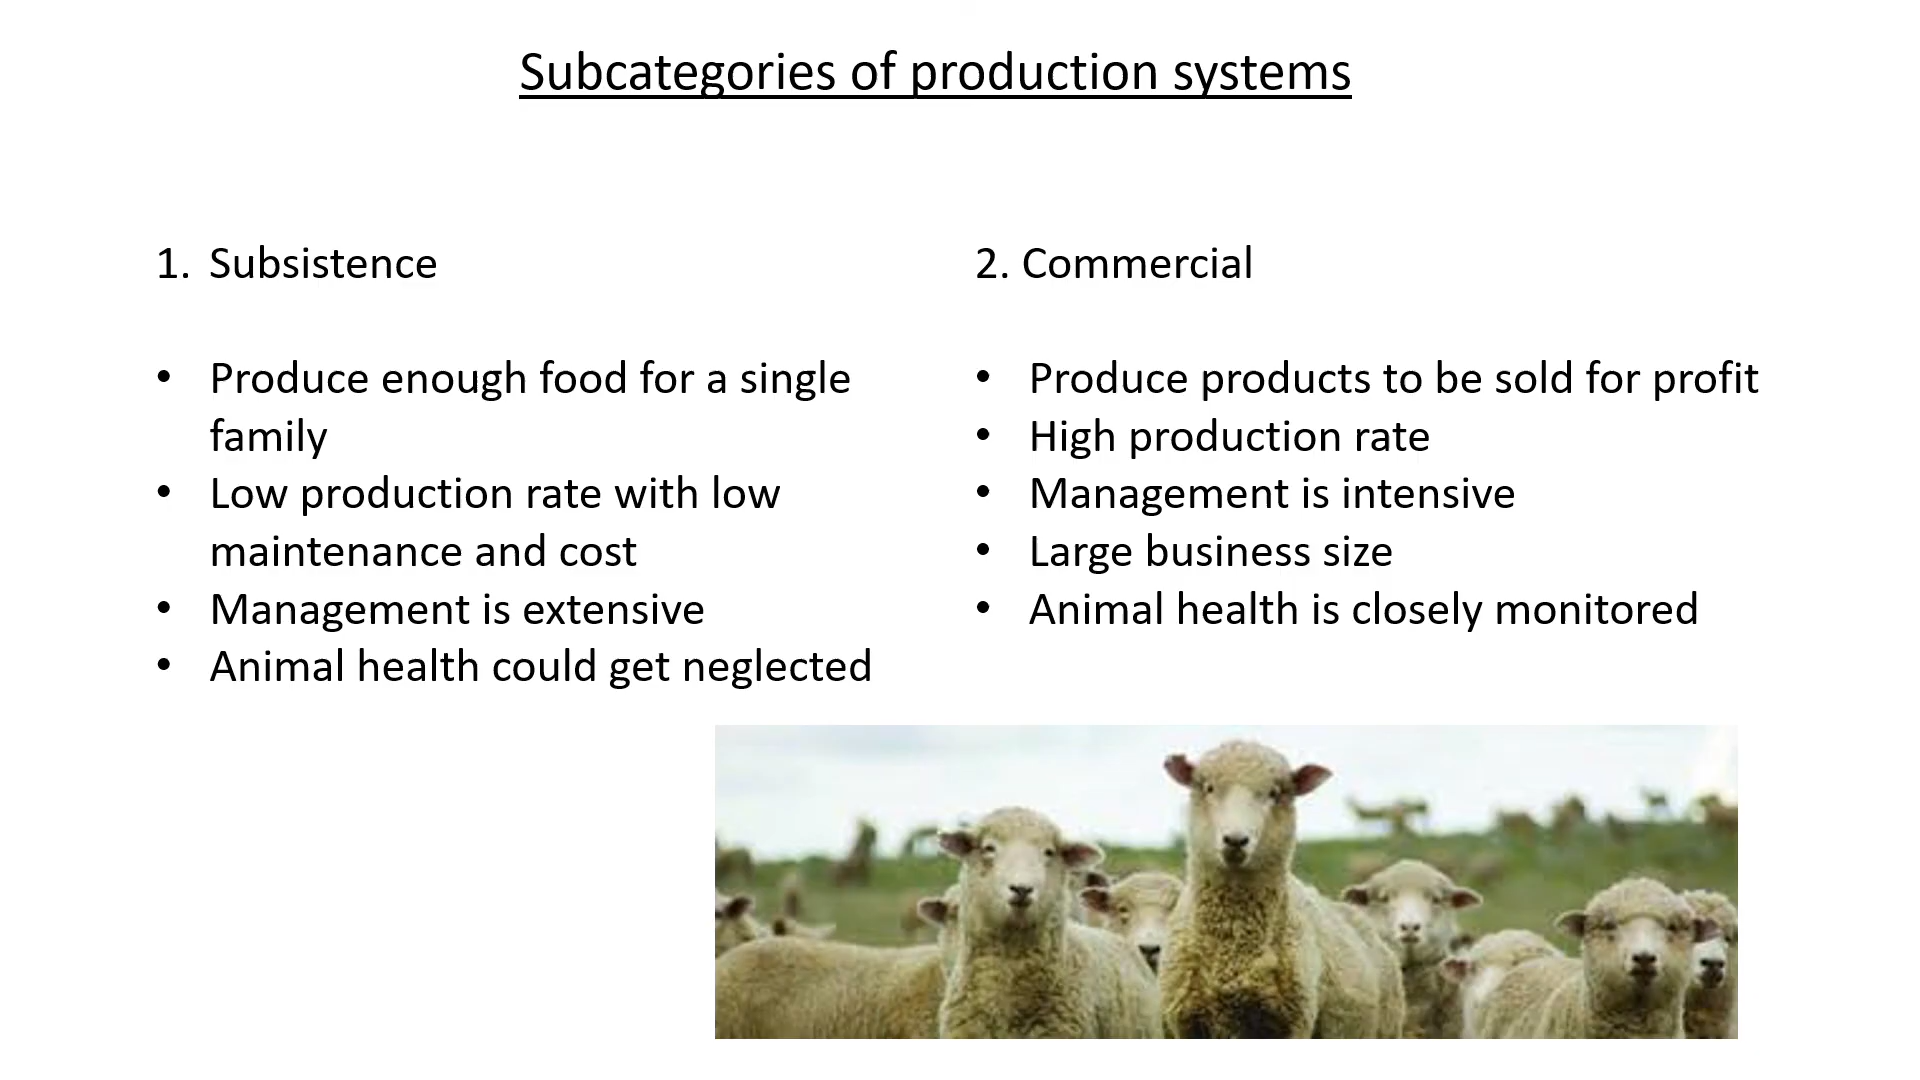 Subcategories of production systems
1. Subsistence
• Produce enough food for a single
family
• Low production rate with low
maintenance and cost
• Management is extensive
• Animal health could get neglected
2. Commercial
• Produce products to be sold for profit
• High production rate
• Management is intensive
• Large business size
• Animal health is closely monitored